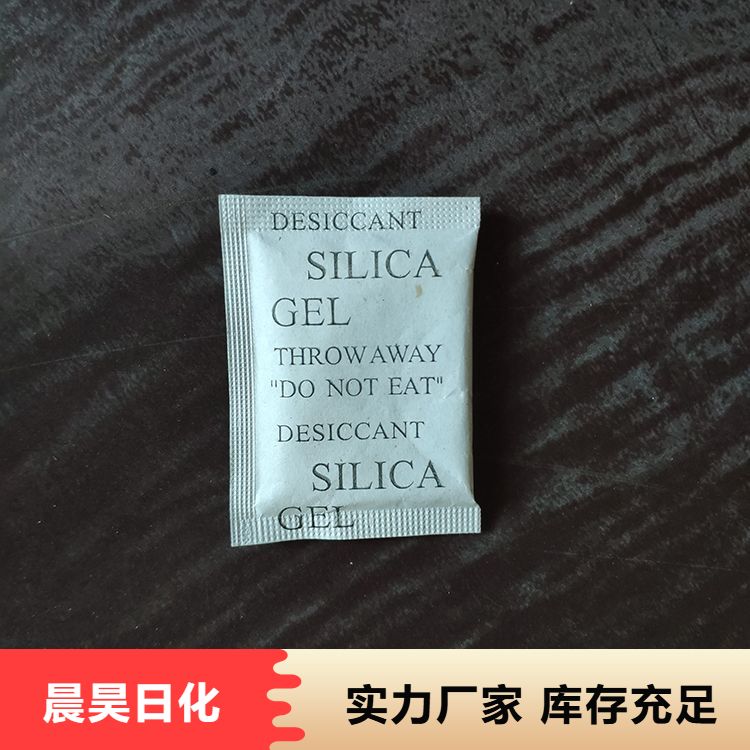 DESICCANT
SILICA
GEL
THROWAWAY
"DO NOT EAT"
DESICCANT
SILICA
GEL
晨昊日化
实力厂家 库存充足